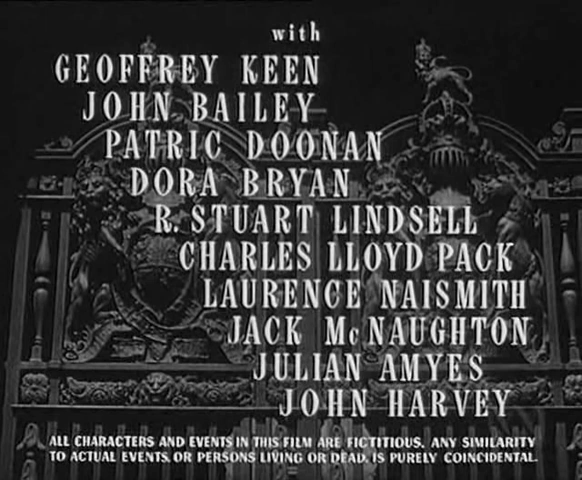 with
GEOFFREY KEEN
JOHN BAILEY
PATRIC DOONAN
DORA BRYAN
R. STUART LINDSELL
CHARLES LLOYD PACK
LAURENCE NAISMITH
JACK Mc NAUGHTON
JULIAN AMYES
JOHN HARVEY
ALL CHARACTERS AND EVENTS IN THIS FILM ARE FICTITIOUS. ANY SIMILARITY
TO ACTUAL EVENTS, OR PERSONS LIVING OR DEAD, IS PURELY COINCIDENTAL.